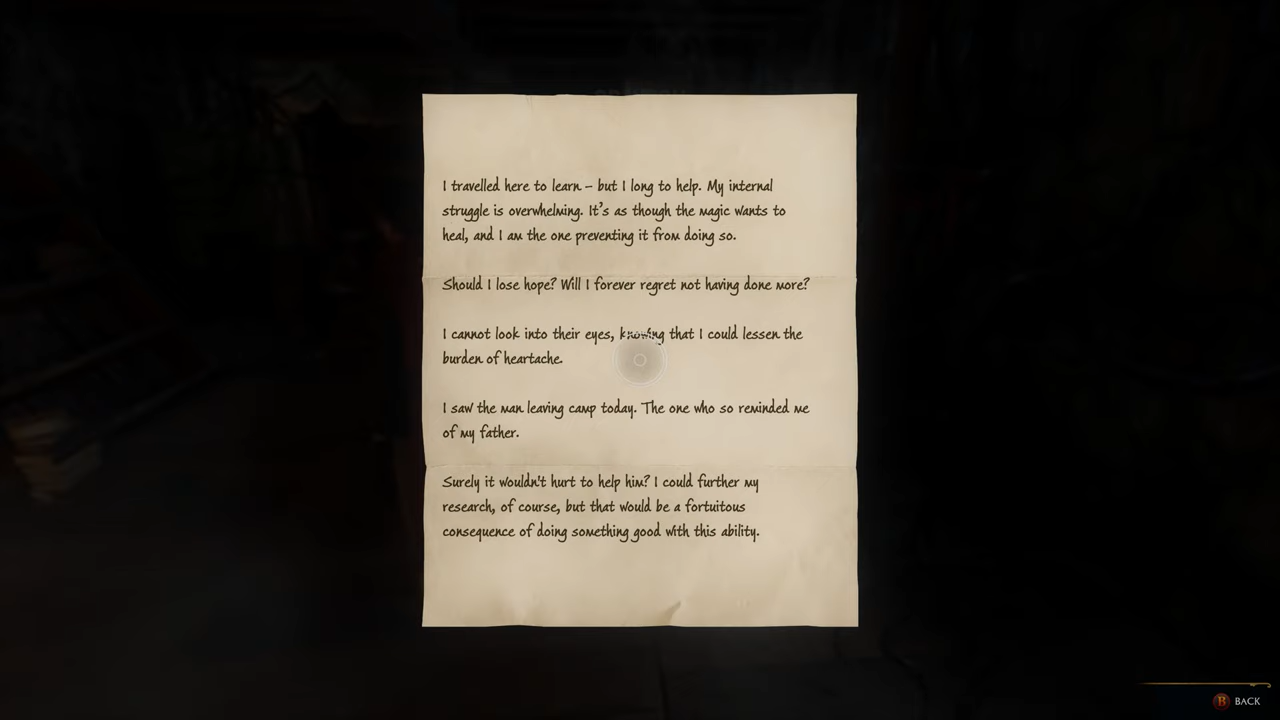 I travelled here to learn – but I long to help. My internal
struggle is overwhelming. It's as though the magic wants to
heal, and I am the one preventing it from doing so.
Should I lose hope? Will I forever regret not having done more?
I cannot look into their eyes, knowing that I could lessen the
burden of heartache.
I saw the man leaving camp today. The one who so reminded me
of my father.
Surely it wouldn't hurt to help him? I could further my
research, of course, but that would be a fortuitous
consequence of doing something good with this ability.
B BACK